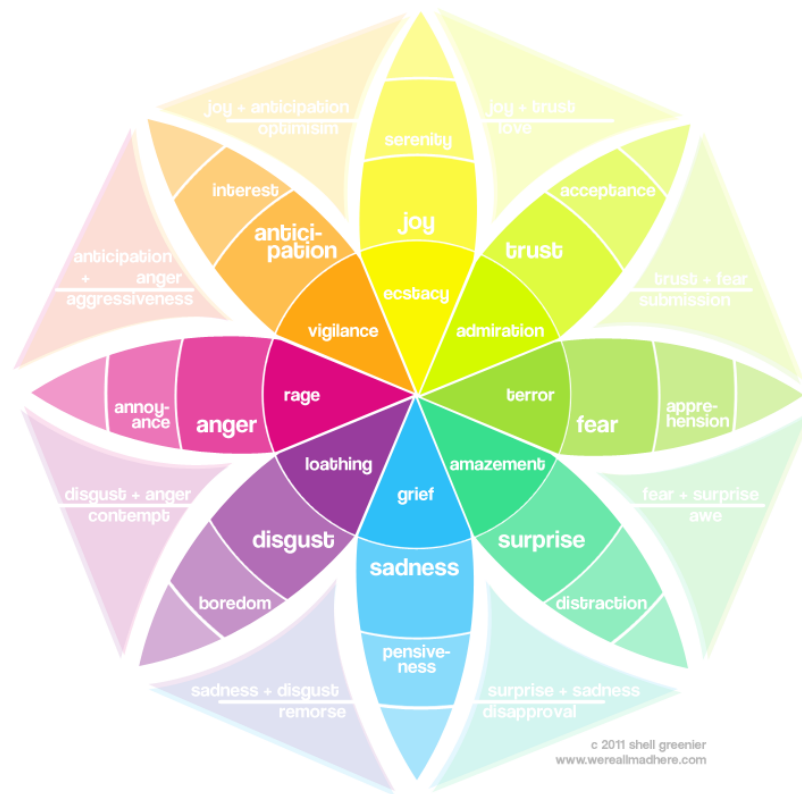 joy + anticipation
optimisim
joy + trust
love
serenity
interest
acceptance
joy
antici-
pation
trust
anticipation
+ anger
aggressiveness
trust + fear
submission
ecstacy
vigilance
admiration
annoy-
ance
anger
rage
terror
fear
appre-
hension
loathing
amazement
grief
disgust + anger
contempt
fear + surprise
awe
disgust
sadness
surprise
boredom
distraction
pensive-
ness
sadness + disgust
remorse
surprise + sadness
disapproval
c 2011 shell greenier
www.wereallmadhere.com